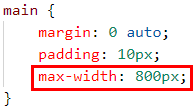 main {
margin: 0 auto;
padding: 10px;
max-width: 800px;
}